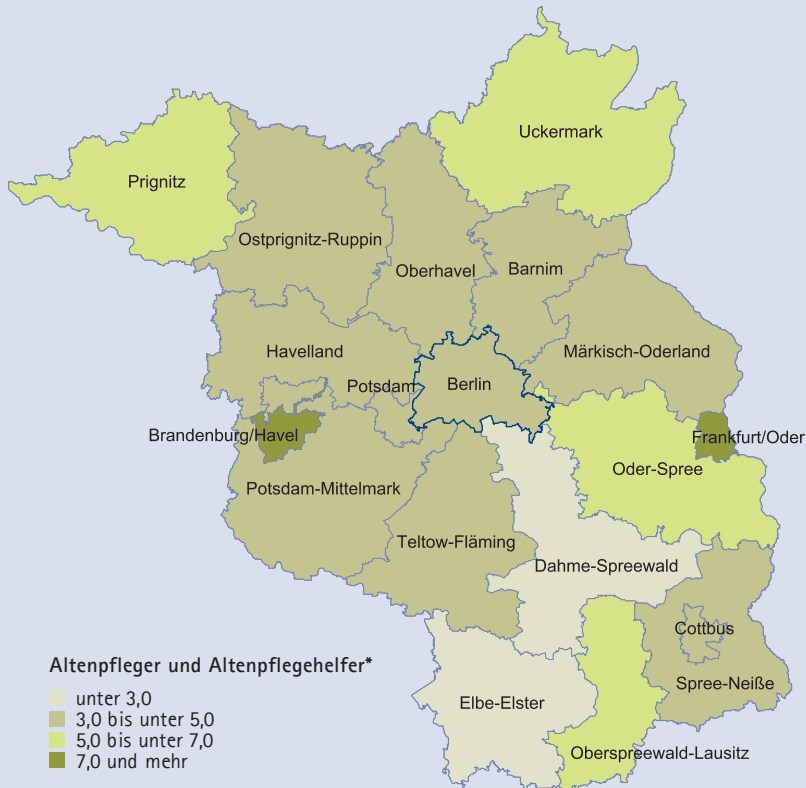 Uckermark
Prignitz
Ostprignitz-Ruppin
Oberhavel
Barnim
Havelland
Märkisch-Oderland
Potsdam
Berlin
Brandenburg/Havel
Frankfurt/Oder
Oder-Spree
Potsdam-Mittelmark
Teltow-Fläming
Dahme-Spreewald
Cottbus
Spree-Neiße
Elbe-Elster
Oberspreewald-Lausitz
Altenpfleger und Altenpflegehelfer*
unter 3,0
3,0 bis unter 5,0
5,0 bis unter 7,0
7,0 und mehr